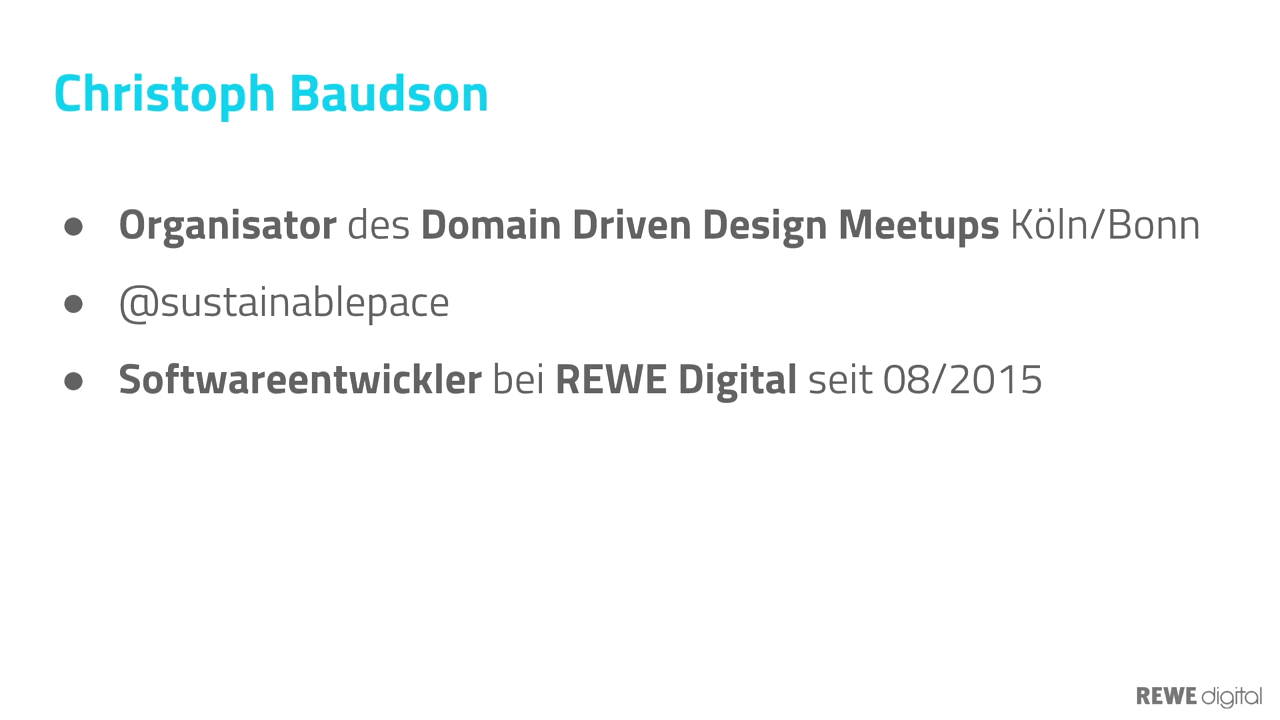 Christoph Baudson
● Organisator des Domain Driven Design Meetups Köln/Bonn
● @sustainablepace
● Softwareentwickler bei REWE Digital seit 08/2015
REWE digital